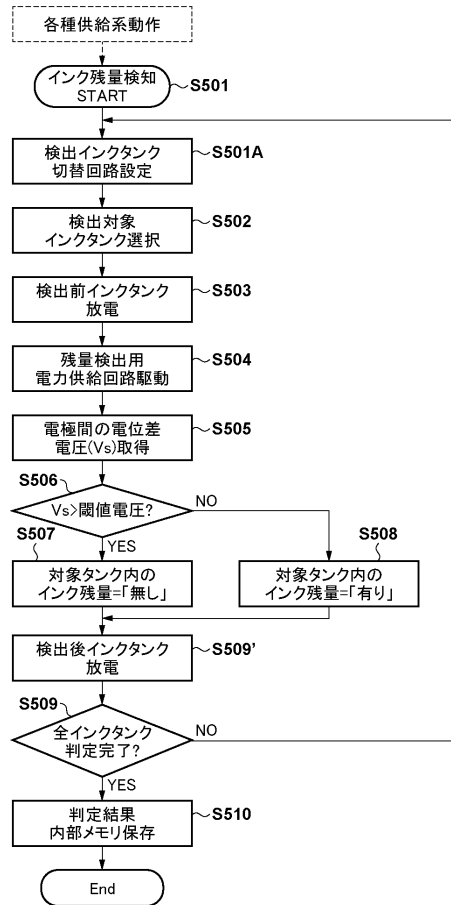 各種供給系動作
インク残量検知
START
S501
検出インクタンク
切替回路設定
S501A
検出対象
インクタンク選択
S502
検出前インクタンク
放電
S503
残量検出用
電力供給回路駆動
S504
電極間の電位差
電圧(Vs)取得
S505
S506
Vs>閾値電圧?
NO
YES
S507
対象タンク内の
インク残量=「無し」
S508
対象タンク内の
インク残量=「有り」
検出後インクタンク
放電
S509'
S509
全インクタンク
判定完了?
NO
YES
判定結果
内部メモリ保存
S510
End